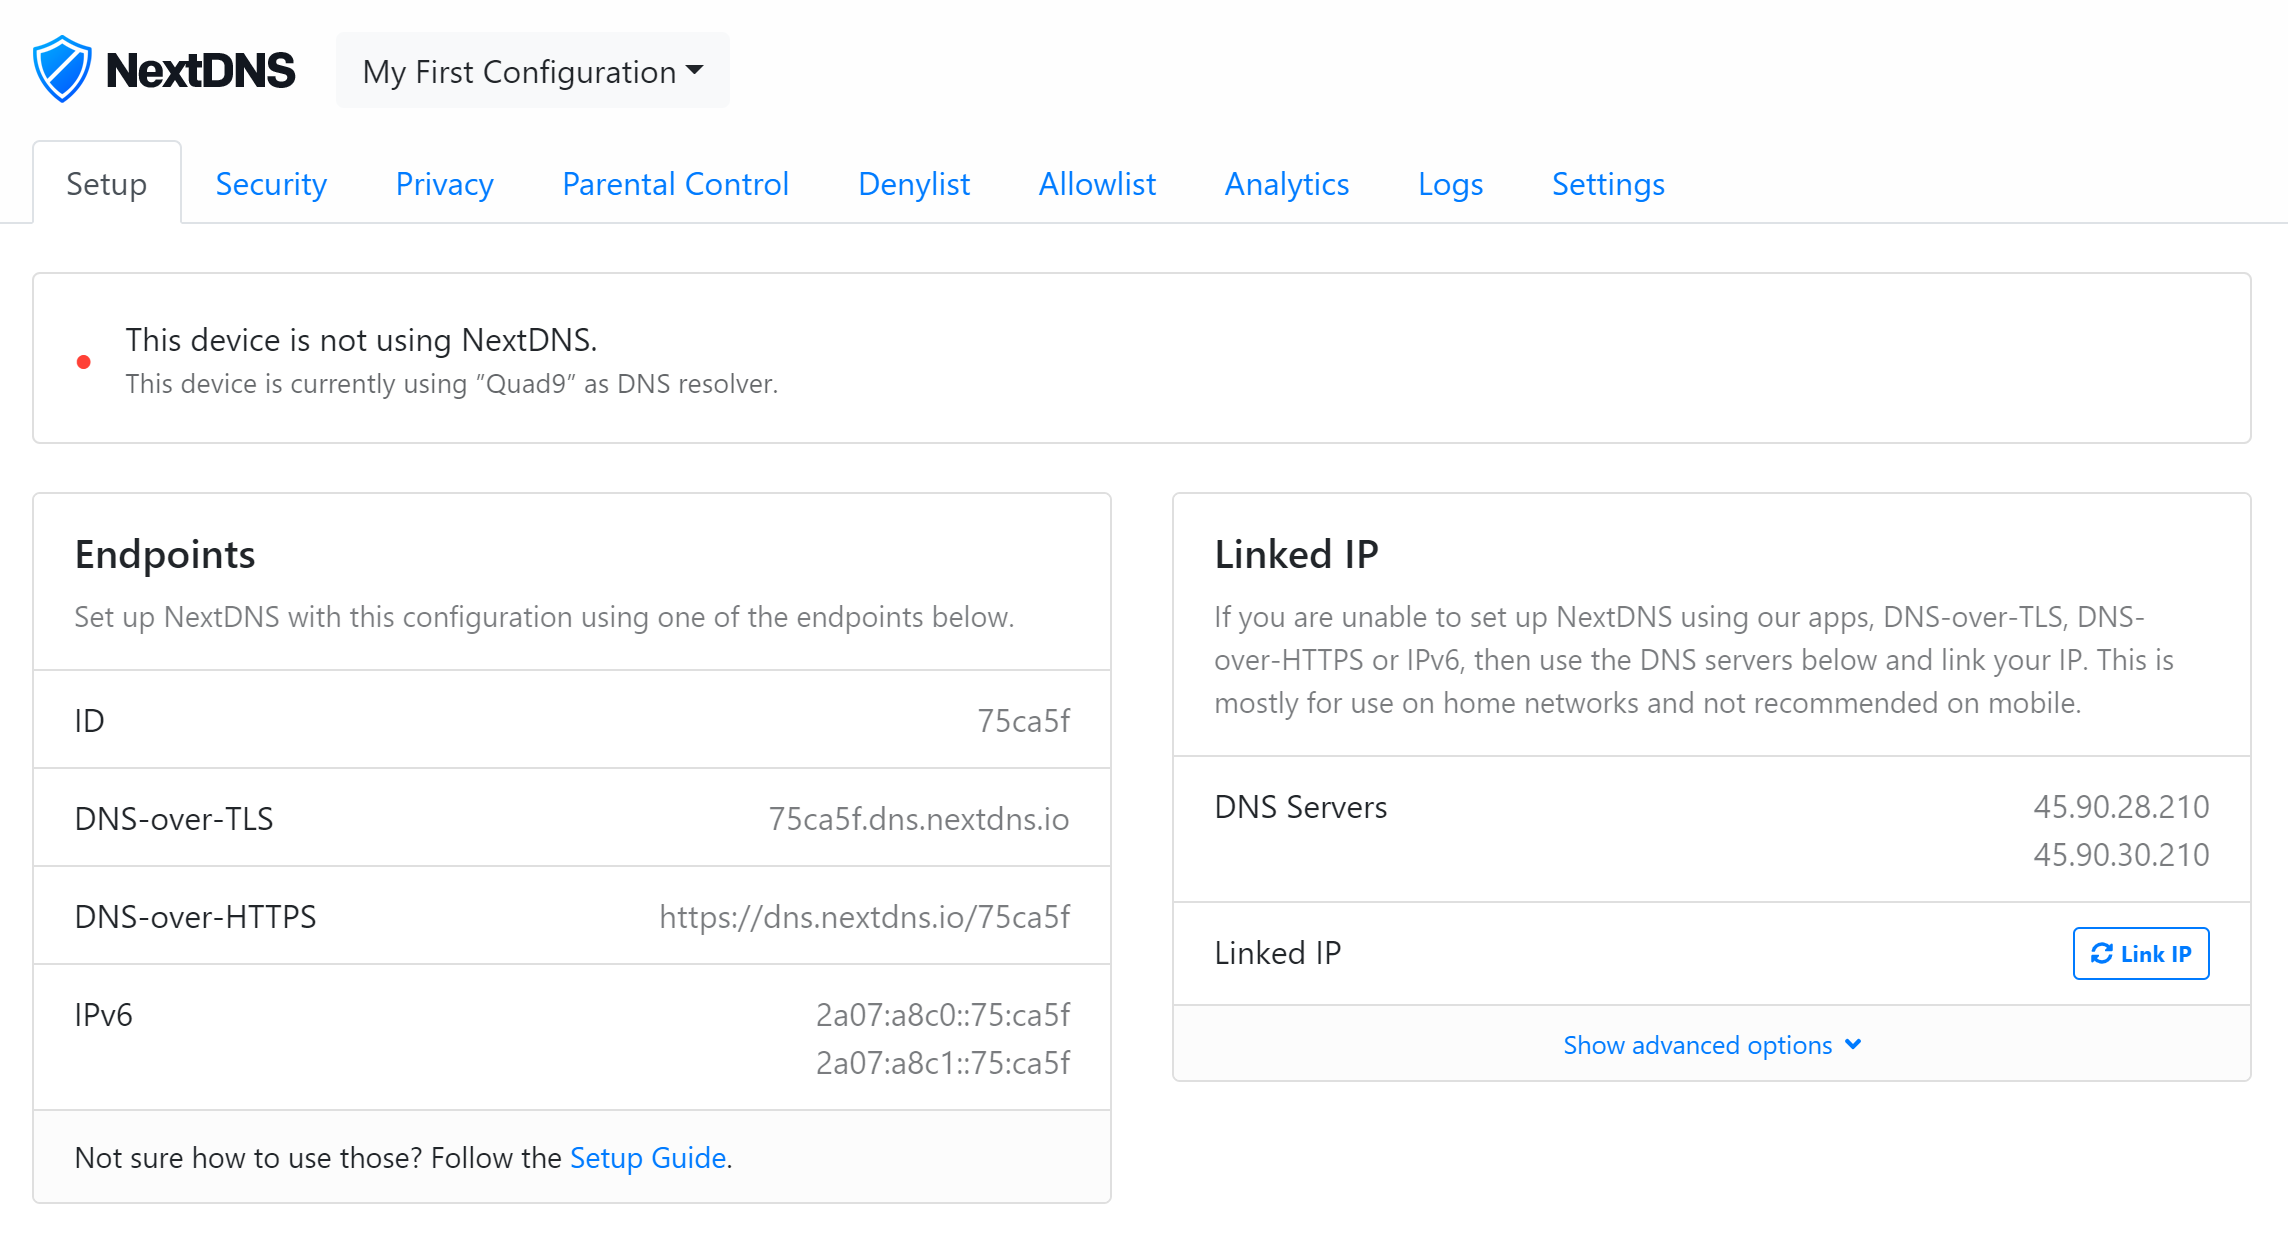 NextDNS
My First Configuration
Setup
Security
Privacy
Parental Control
Denylist
Allowlist
Analytics
Logs
Settings
This device is not using NextDNS.
This device is currently using ″Quad9″ as DNS resolver.
Endpoints
Set up NextDNS with this configuration using one of the endpoints below.
ID
75ca5f
DNS-over-TLS
75ca5f.dns.nextdns.io
DNS-over-HTTPS
https://dns.nextdns.io/75ca5f
IPv6
2a07:a8c0::75:ca5f
2a07:a8c1::75:ca5f
Not sure how to use those? Follow the Setup Guide.
Linked IP
If you are unable to set up NextDNS using our apps, DNS-over-TLS, DNS-
over-HTTPS or IPv6, then use the DNS servers below and link your IP. This is
mostly for use on home networks and not recommended on mobile.
DNS Servers
45.90.28.210
45.90.30.210
Linked IP
Link IP
Show advanced options